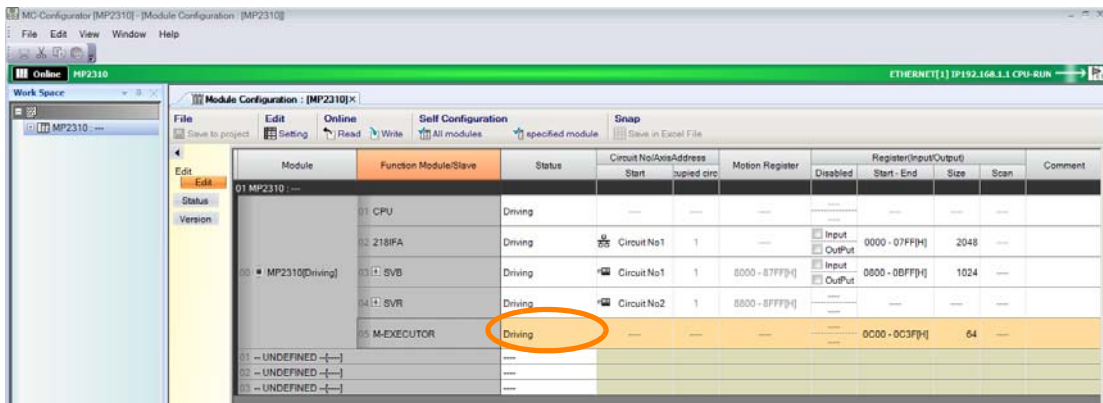 MC-Configurator [MP2310] - [Module Configuration : [MP2310]]
File Edit View Window Help
Online MP2310 ETHERNET[1] IP192.168.1.1 CPU-RUN
Work Space
MP2310 : ---
Module Configuration : [MP2310]
File Edit Online Self Configuration Snap
Save to project Setting Read Write All modules specified module Save in Excel File
Edit
Edit
Status
Version
Module Function Module/Slave Status Circuit No/AxisAddress Motion Register Register(Input/Output) Comment
Start cupied circ Disabled Start - End Size Scan
01 MP2310 : ---
01 CPU Driving ---- ---- ---- ---- ---- ---- ----
02 218IFA Driving Circuit No1 1 ---- Input OutPut 0000 - 07FF[H] 2048 ----
00 MP2310[Driving] 03 SVB Driving Circuit No1 1 8000 - 87FF[H] Input OutPut 0800 - 0BFF[H] 1024 ----
04 SVR Driving Circuit No2 1 8800 - 8FFF[H] ---- ---- ---- ----
05 M-EXECUTOR Driving ---- ---- ---- ---- 0C00 - 0C3F[H] 64 ----
01 -- UNDEFINED --[----] ----
02 -- UNDEFINED --[----] ----
03 -- UNDEFINED --[----] ----